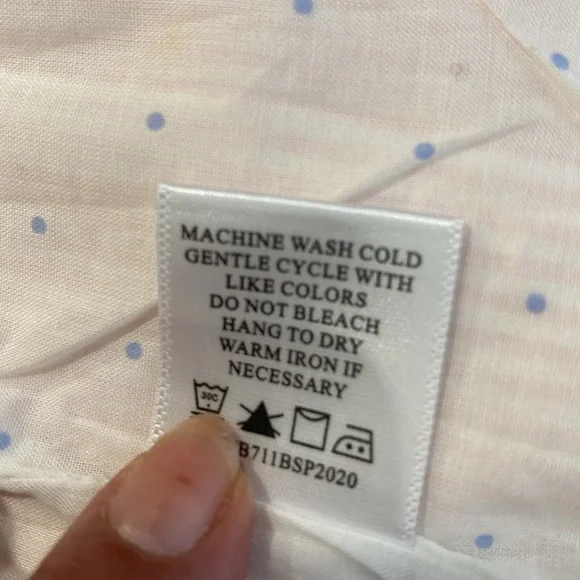 MACHINE WASH COLD
GENTLE CYCLE WITH
LIKE COLORS
DO NOT BLEACH
HANG TO DRY
WARM IRON IF
NECESSARY
30C
B711BSP2020